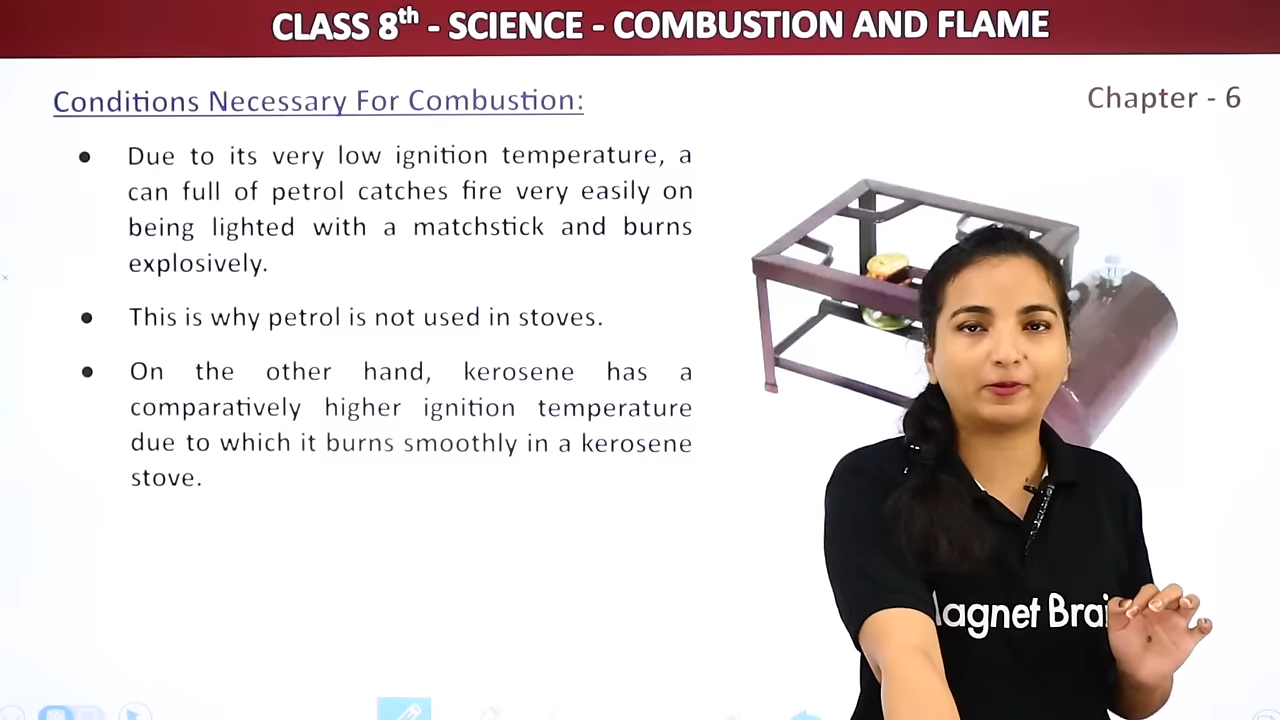 CLASS 8th - SCIENCE - COMBUSTION AND FLAME
Conditions Necessary For Combustion:
Chapter - 6
● Due to its very low ignition temperature, a
can full of petrol catches fire very easily on
being lighted with a matchstick and burns
explosively.
● This is why petrol is not used in stoves.
● On the other hand, kerosene has a
comparatively higher ignition temperature
due to which it burns smoothly in a kerosene
stove.
agnet Brai